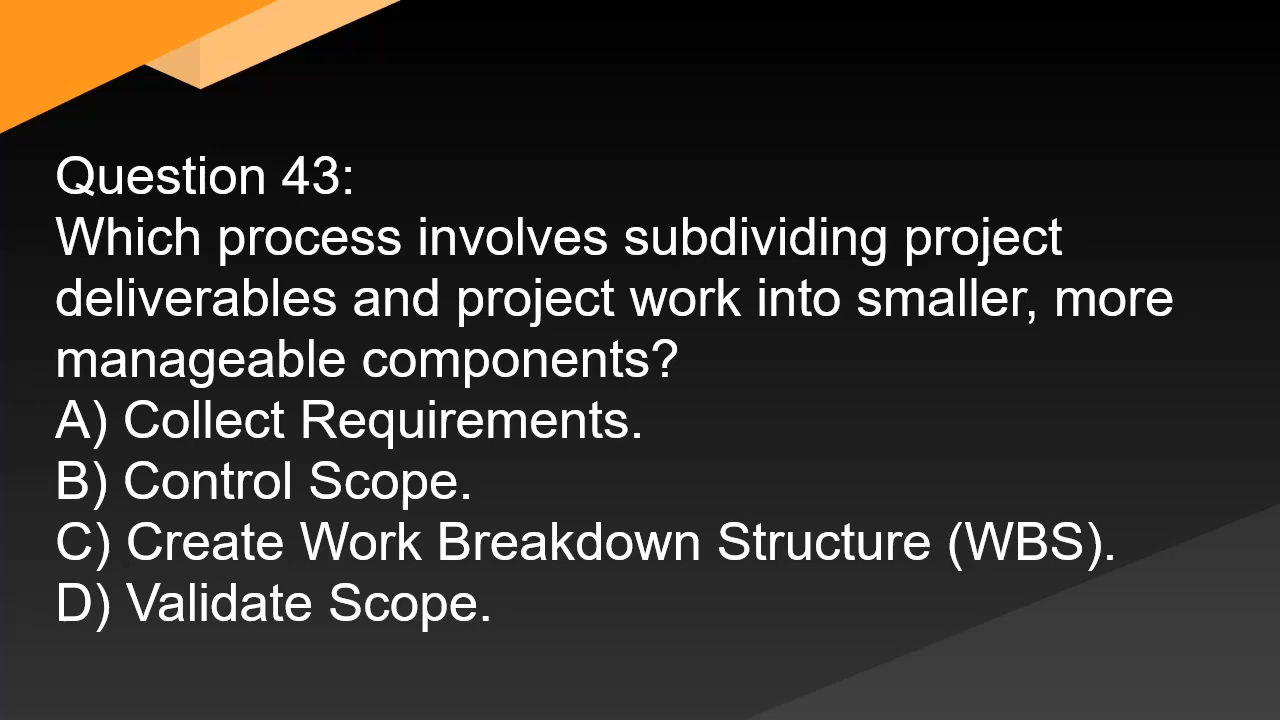 Question 43:
Which process involves subdividing project
deliverables and project work into smaller, more
manageable components?
A) Collect Requirements.
B) Control Scope.
C) Create Work Breakdown Structure (WBS).
D) Validate Scope.